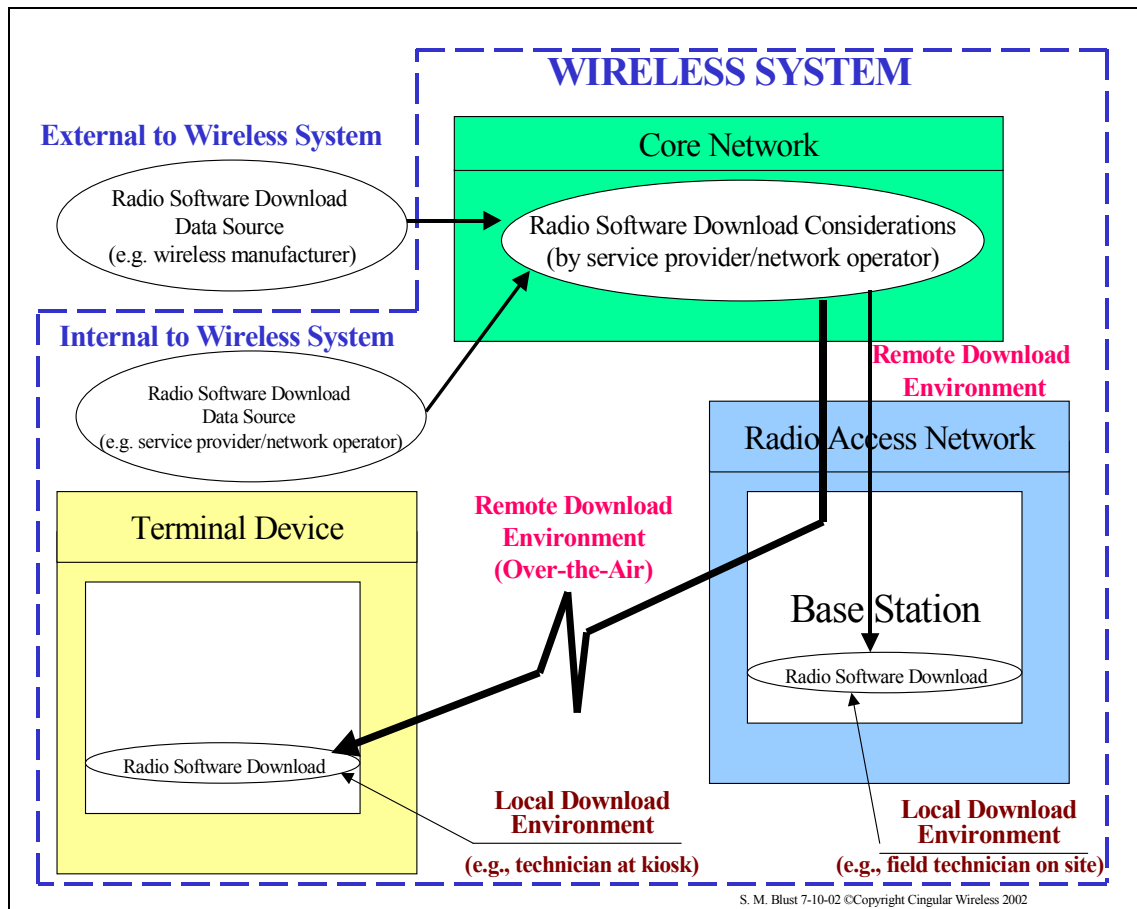 WIRELESS SYSTEM
External to Wireless System
Radio Software Download
Data Source
(e.g. wireless manufacturer)
Core Network
Radio Software Download Considerations
(by service provider/network operator)
Internal to Wireless System
Radio Software Download
Data Source
(e.g. service provider/network operator)
Remote Download
Environment
Radio Access Network
Base Station
Radio Software Download
Terminal Device
Remote Download
Environment
(Over-the-Air)
Radio Software Download
Local Download
Environment
(e.g., technician at kiosk)
Local Download
Environment
(e.g., field technician on site)
S. M. Blust 7-10-02 ©Copyright Cingular Wireless 2002